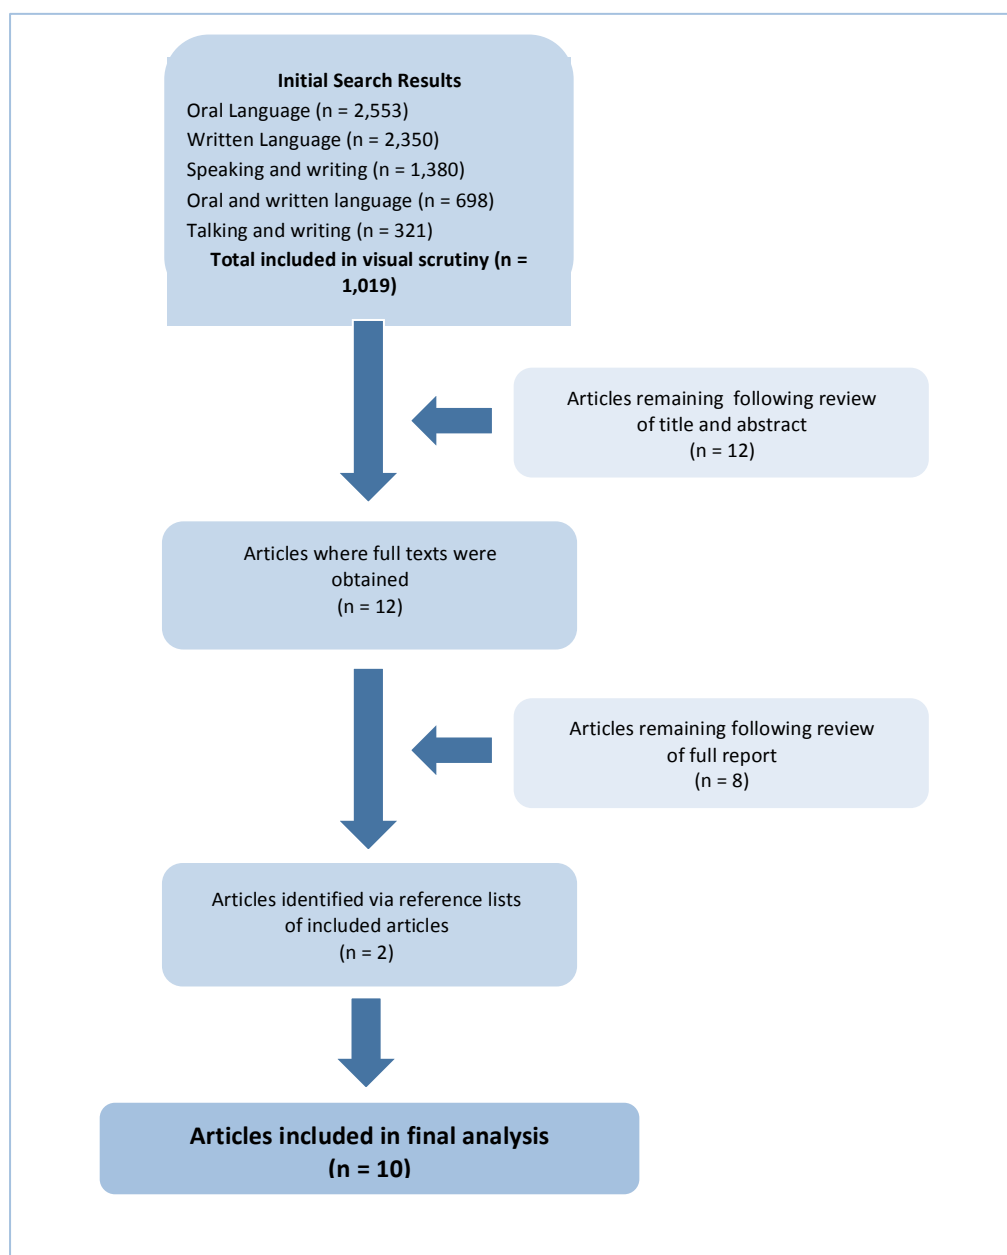 Initial Search Results
Oral Language (n = 2,553)
Written Language (n = 2,350)
Speaking and writing (n = 1,380)
Oral and written language (n = 698)
Talking and writing (n = 321)
Total included in visual scrutiny (n =
1,019)
Articles remaining following review
of title and abstract
(n = 12)
Articles where full texts were
obtained
(n = 12)
Articles remaining following review
of full report
(n = 8)
Articles identified via reference lists
of included articles
(n = 2)
Articles included in final analysis
(n = 10)